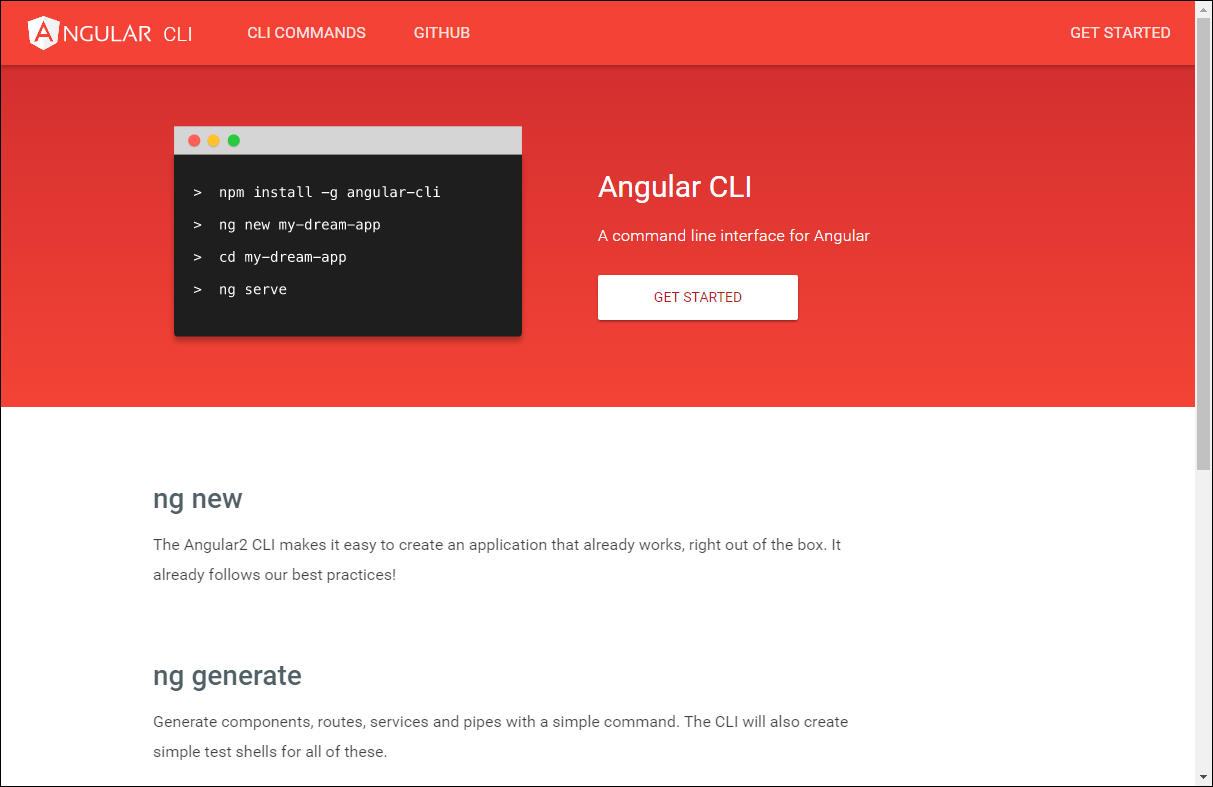 ANGULAR CLI
CLI COMMANDS
GITHUB
GET STARTED
> npm install -g angular-cli
> ng new my-dream-app
> cd my-dream-app
> ng serve
Angular CLI
A command line interface for Angular
GET STARTED
ng new
The Angular2 CLI makes it easy to create an application that already works, right out of the box. It
already follows our best practices!
ng generate
Generate components, routes, services and pipes with a simple command. The CLI will also create
simple test shells for all of these.